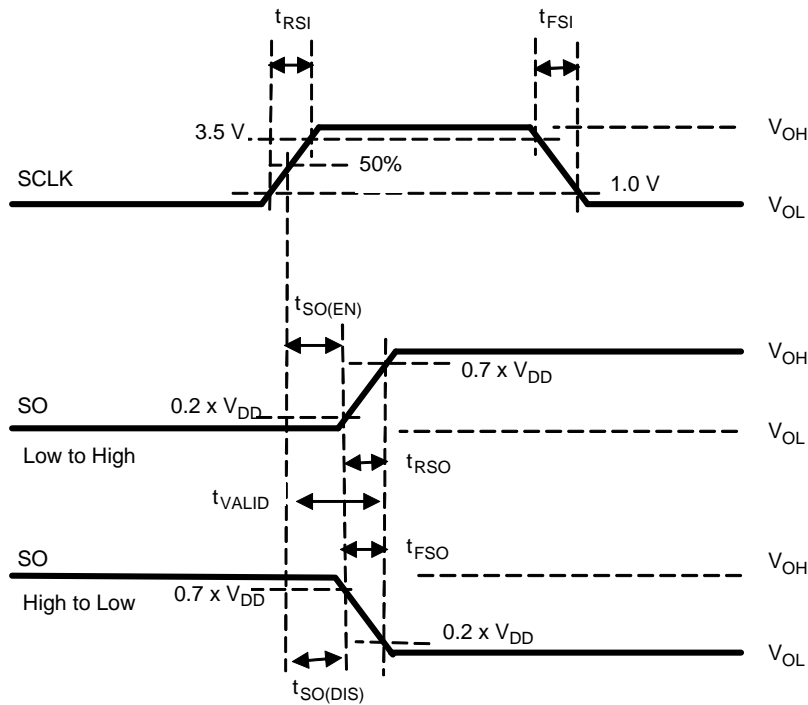 tRSI
tFSI
3.5 V
VOH
50%
SCLK
1.0 V
VOL
tSO(EN)
VOH
0.7 x VDD
SO
0.2 x VDD
VOL
Low to High
tRSO
tVALID
SO
tFSO
VOH
High to Low
0.7 x VDD
0.2 x VDD
VOL
tSO(DIS)